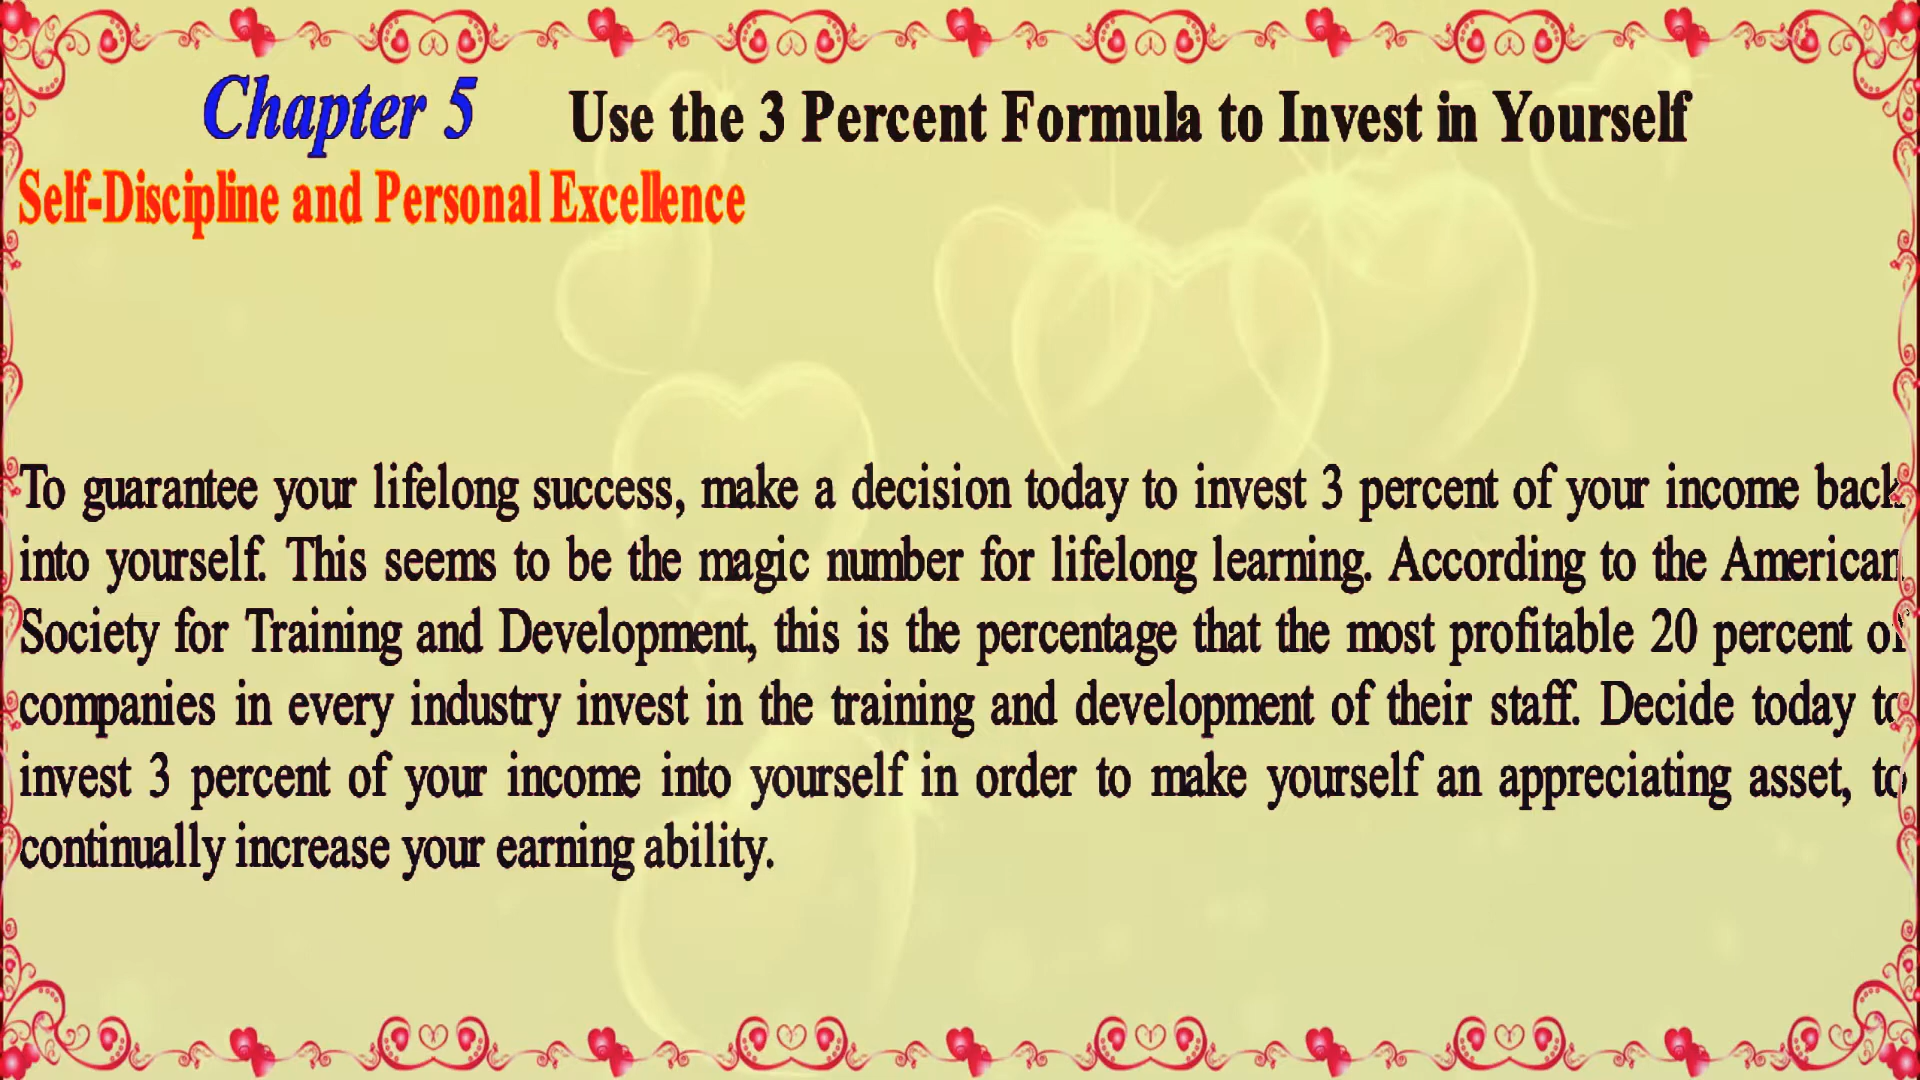 Chapter 5 Use the 3 Percent Formula to Invest in Yourself
Self-Discipline and Personal Excellence
To guarantee your lifelong success, make a decision today to invest 3 percent of your income back
into yourself. This seems to be the magic number for lifelong learning. According to the American
Society for Training and Development, this is the percentage that the most profitable 20 percent of
companies in every industry invest in the training and development of their staff. Decide today to
invest 3 percent of your income into yourself in order to make yourself an appreciating asset, to
continually increase your earning ability.